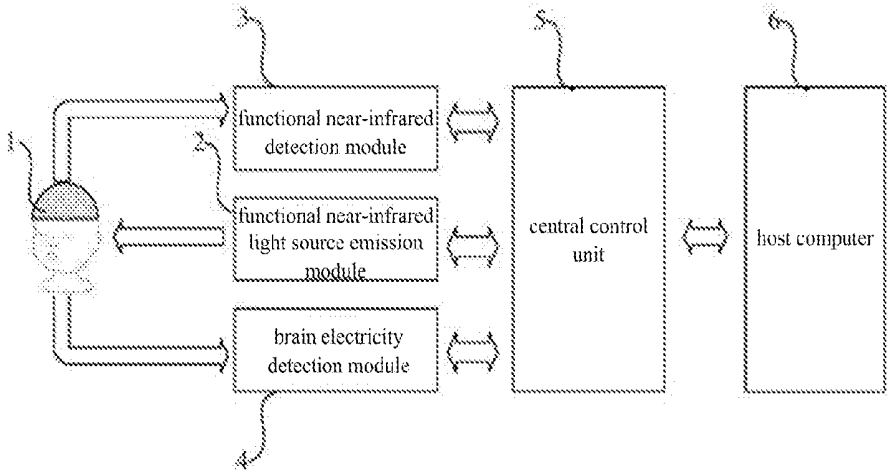 3
5
6
functional near-infrared
detection module
1
2
functional near-infrared
light source emission
module
central control
unit
host computer
brain electricity
detection module
4